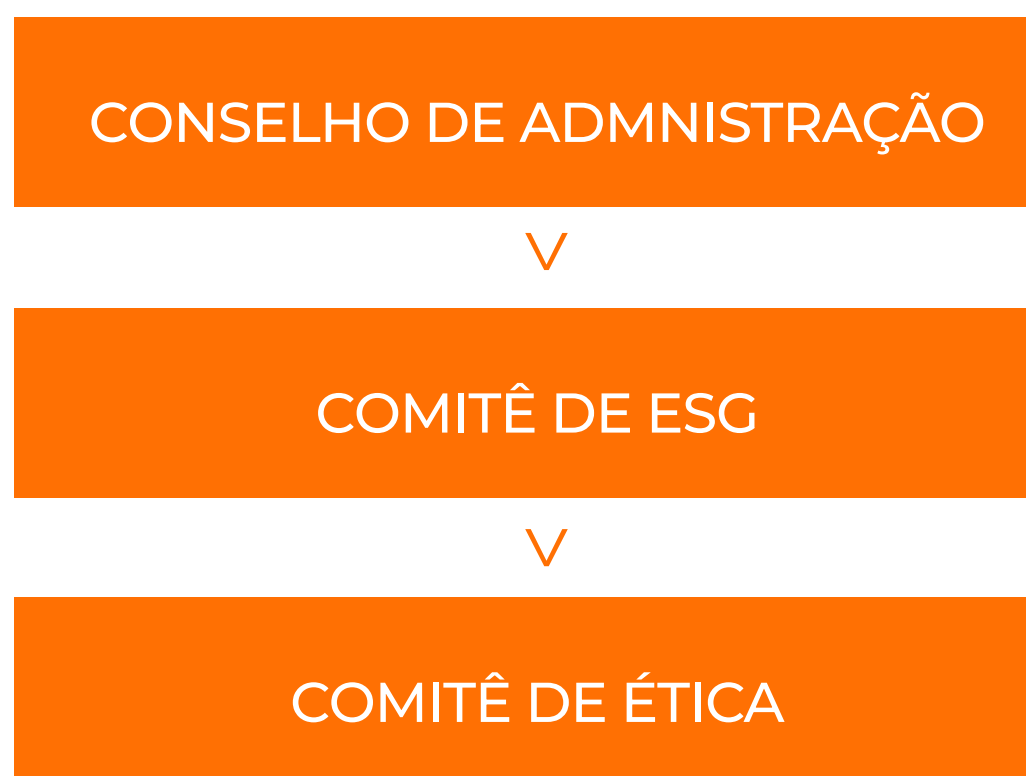 CONSELHO DE ADMNISTRAÇÃO
COMITÊ DE ESG
COMITÊ DE ÉTICA